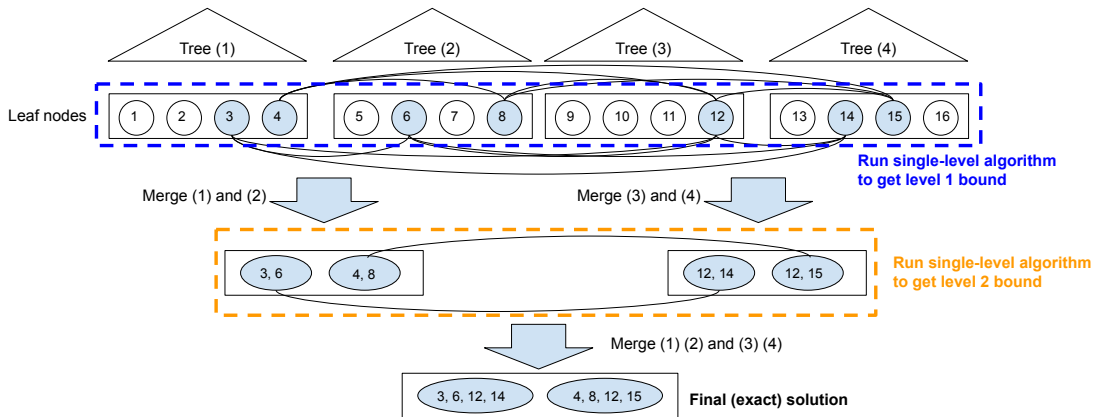 Tree (1)
Tree (2)
Tree (3)
Tree (4)
Leaf nodes
1 2 3 4
5 6 7 8
9 10 11 12
13 14 15 16
Run single-level algorithm
to get level 1 bound
Merge (1) and (2)
Merge (3) and (4)
3, 6
4, 8
12, 14
12, 15
Run single-level algorithm
to get level 2 bound
Merge (1) (2) and (3) (4)
3, 6, 12, 14
4, 8, 12, 15
Final (exact) solution